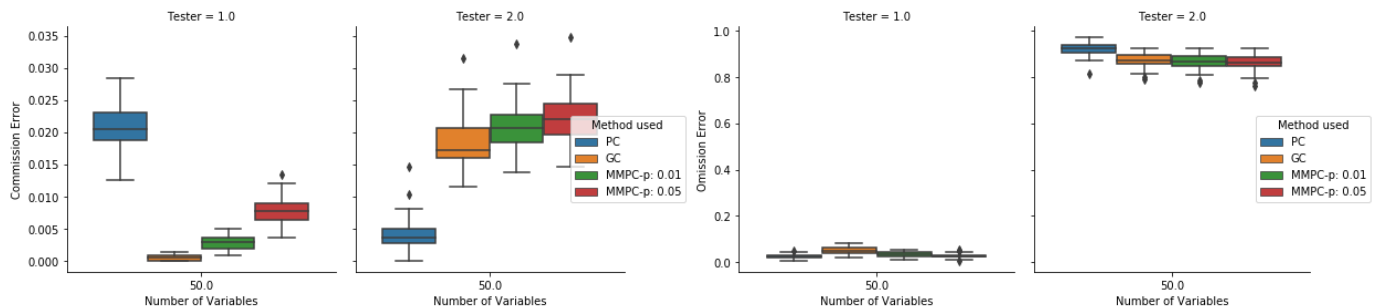 Tester = 1.0
Tester = 2.0
Commission Error
0.035
0.030
0.025
0.020
0.015
0.010
0.005
0.000
50.0
50.0
Number of Variables
Number of Variables
Method used
PC
GC
MMPC-p: 0.01
MMPC-p: 0.05
Tester = 1.0
Tester = 2.0
Omission Error
1.0
0.8
0.6
0.4
0.2
0.0
50.0
50.0
Number of Variables
Number of Variables
Method used
PC
GC
MMPC-p: 0.01
MMPC-p: 0.05